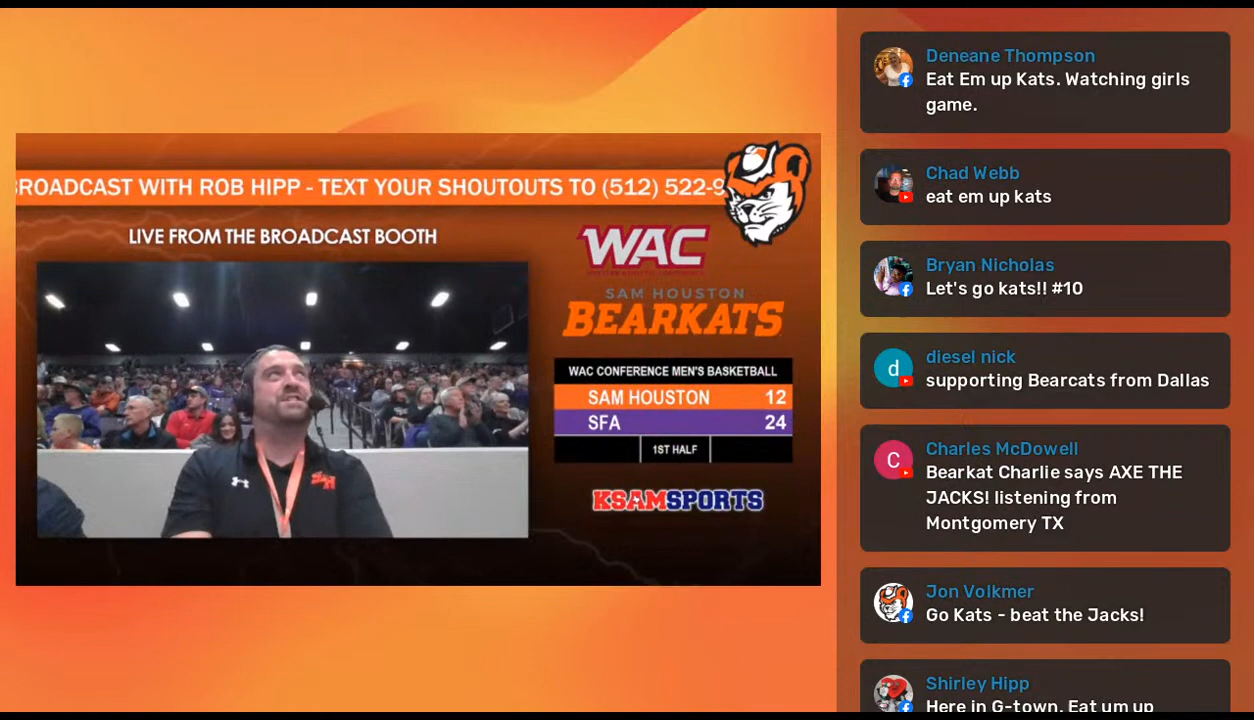 BROADCAST WITH ROB HIPP - TEXT YOUR SHOUTOUTS TO (512) 522-9
LIVE FROM THE BROADCAST BOOTH
WAC
SAM HOUSTON
BEARKATS
WAC CONFERENCE MEN'S BASKETBALL
SAM HOUSTON 12
SFA 24
1ST HALF
KSAMSPORTS
Deneane Thompson
Eat Em up Kats. Watching girls
game.
Chad Webb
eat em up kats
Bryan Nicholas
Let's go kats!! #10
d
diesel nick
supporting Bearcats from Dallas
C
Charles McDowell
Bearkat Charlie says AXE THE
JACKS! listening from
Montgomery TX
Jon Volkmer
Go Kats - beat the Jacks!
Shirley Hipp
Here in G-town. Eat um up